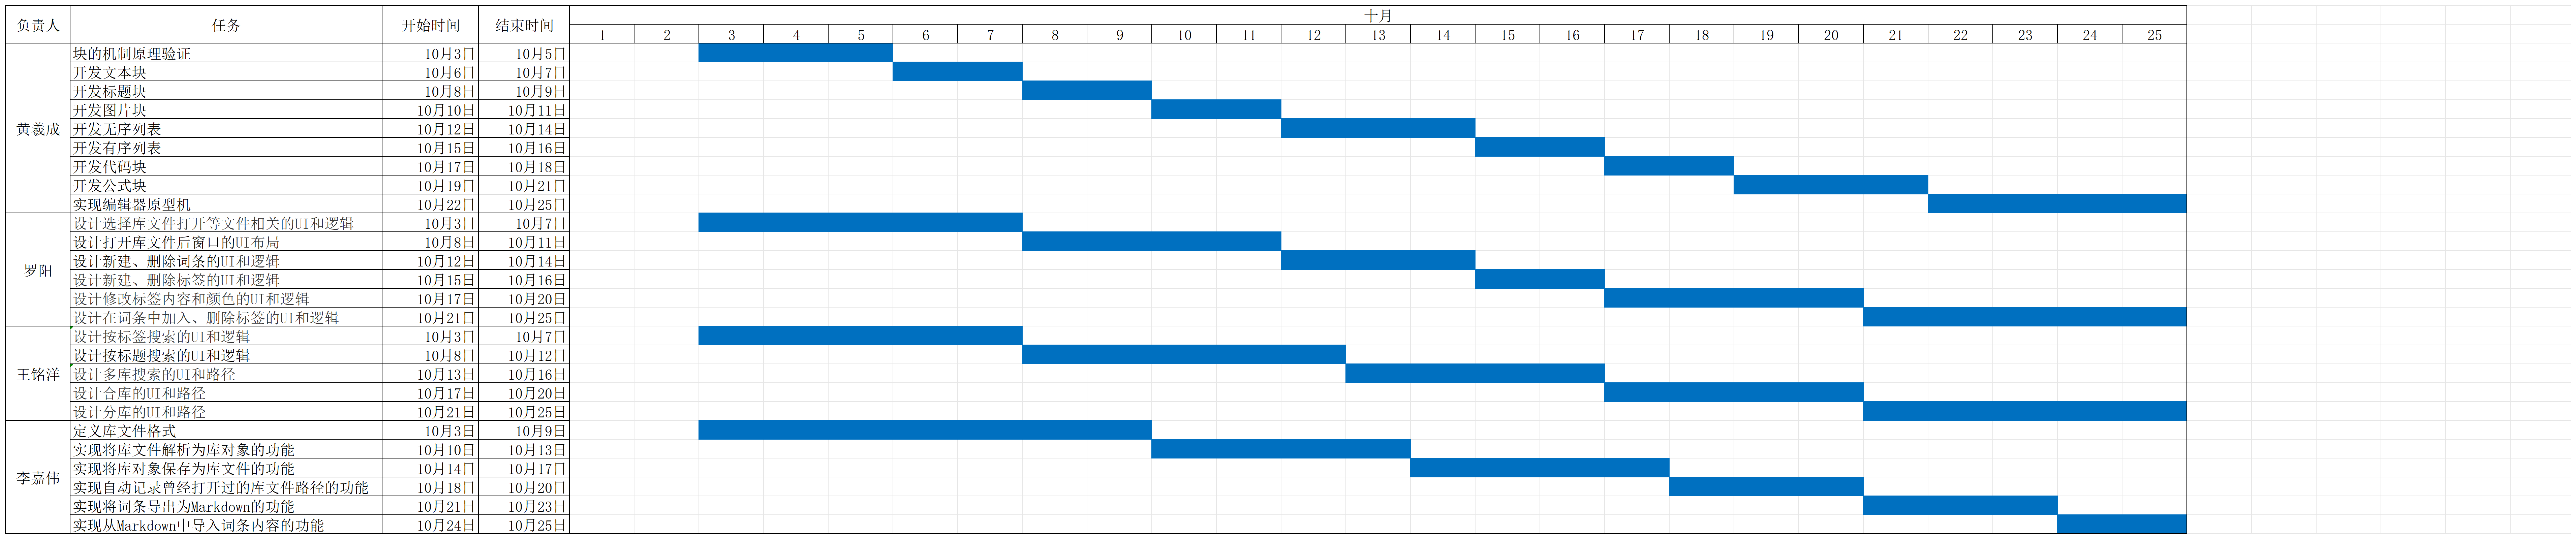 负责人 任务 开始时间 结束时间 十月
1 2 3 4 5 6 7 8 9 10 11 12 13 14 15 16 17 18 19 20 21 22 23 24 25
黄羲成
块的机制原理验证 10月3日 10月5日
开发文本块 10月6日 10月7日
开发标题块 10月8日 10月9日
开发图片块 10月10日 10月11日
开发无序列表 10月12日 10月14日
开发有序列表 10月15日 10月16日
开发代码块 10月17日 10月18日
开发公式块 10月19日 10月21日
实现编辑器原型机 10月22日 10月25日
罗阳
设计选择库文件打开等文件相关的UI和逻辑 10月3日 10月7日
设计打开库文件后窗口的UI布局 10月8日 10月11日
设计新建、删除词条的UI和逻辑 10月12日 10月14日
设计新建、删除标签的UI和逻辑 10月15日 10月16日
设计修改标签内容和颜色的UI和逻辑 10月17日 10月20日
设计在词条中加入、删除标签的UI和逻辑 10月21日 10月25日
王铭洋
设计按标签搜索的UI和逻辑 10月3日 10月7日
设计按标题搜索的UI和逻辑 10月8日 10月12日
设计多库搜索的UI和路径 10月13日 10月16日
设计合库的UI和路径 10月17日 10月20日
设计分库的UI和路径 10月21日 10月25日
李嘉伟
定义库文件格式 10月3日 10月9日
实现将库文件解析为库对象的功能 10月10日 10月13日
实现将库对象保存为库文件的功能 10月14日 10月17日
实现自动记录曾经打开过的库文件路径的功能 10月18日 10月20日
实现将词条导出为Markdown的功能 10月21日 10月23日
实现从Markdown中导入词条内容的功能 10月24日 10月25日